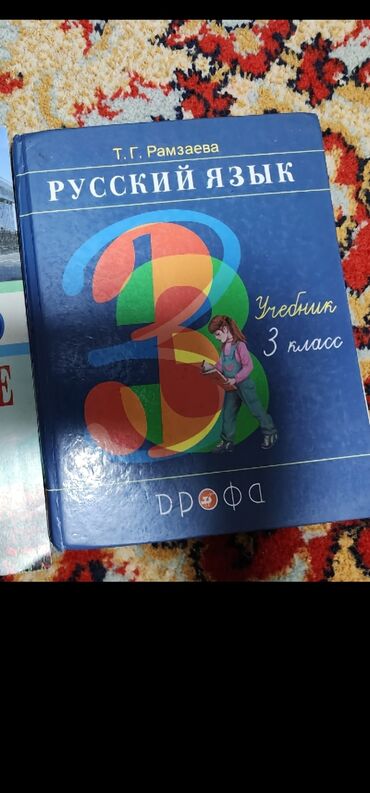 Т. Г. Рамзаева
РУССКИЙ ЯЗЫК
3
Учебник
3 класс
дрофа
Е